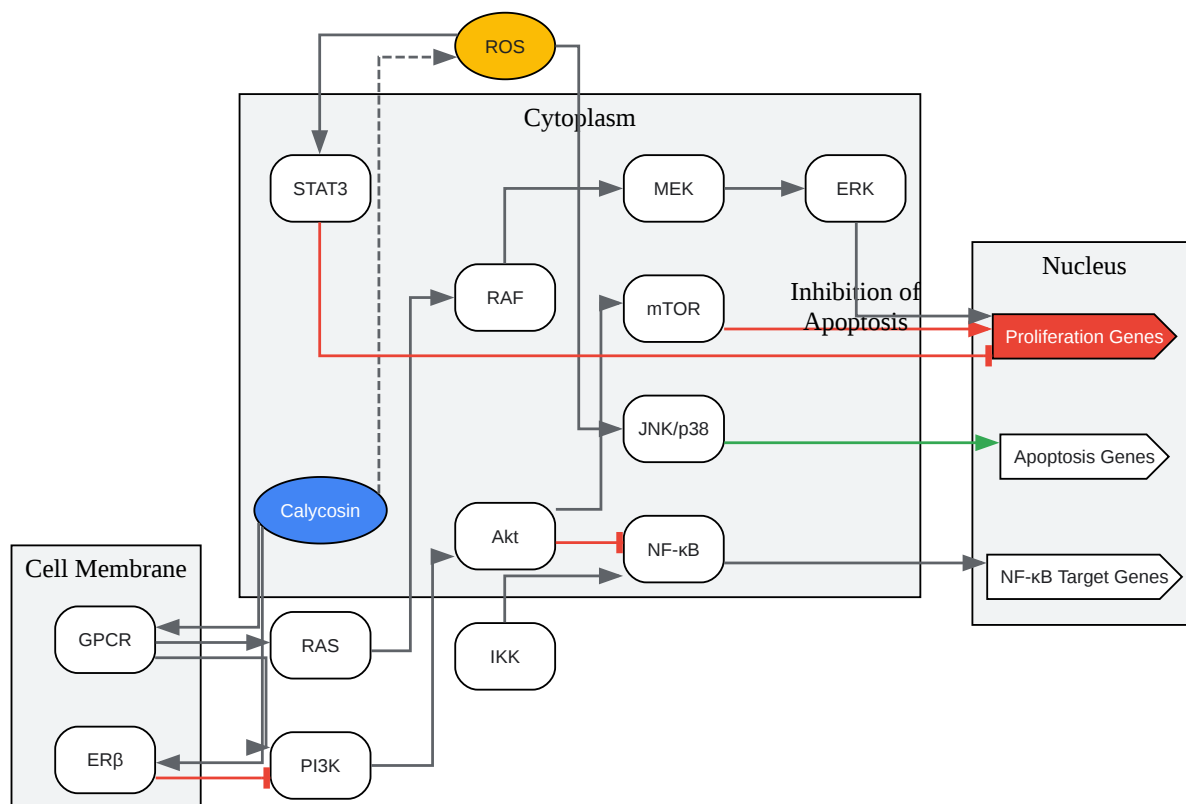 ROS
Cytoplasm
STAT3
MEK
ERK
Nucleus
RAF
mTOR
Inhibition of
Apoptosis
Proliferation Genes
JNK/p38
Apoptosis Genes
Calycosin
Akt
NF-κB
Cell Membrane
NF-κB Target Genes
GPCR
RAS
IKK
ERβ
PI3K